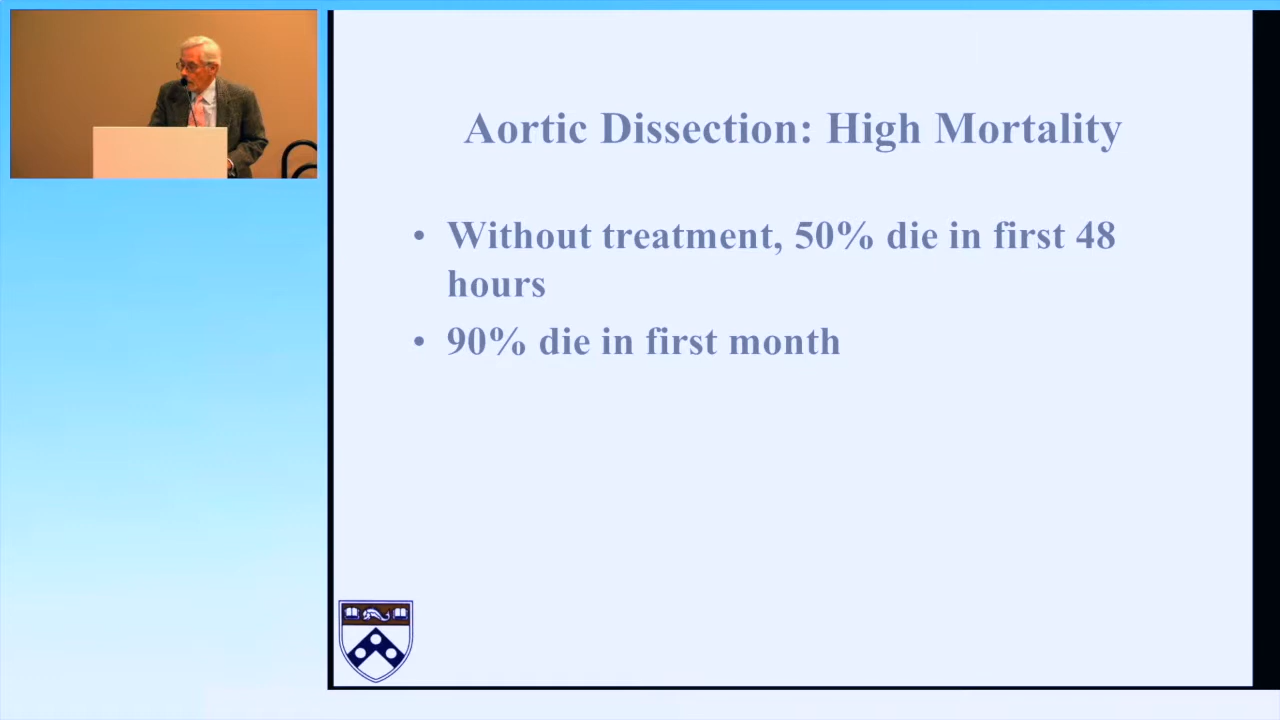 Aortic Dissection: High Mortality
• Without treatment, 50% die in first 48
hours
• 90% die in first month